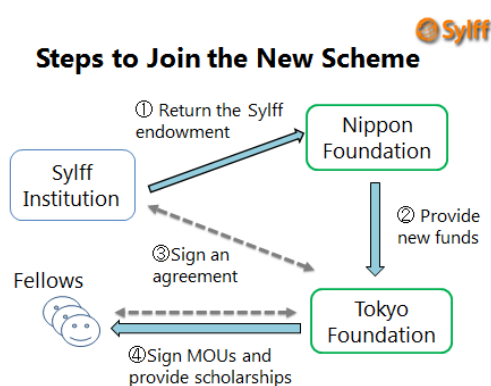 Sylff
Steps to Join the New Scheme
① Return the Sylff
endowment
Nippon
Foundation
Sylff
Institution
② Provide
new funds
③Sign an
agreement
Fellows
Tokyo
Foundation
④Sign MOUs and
provide scholarships